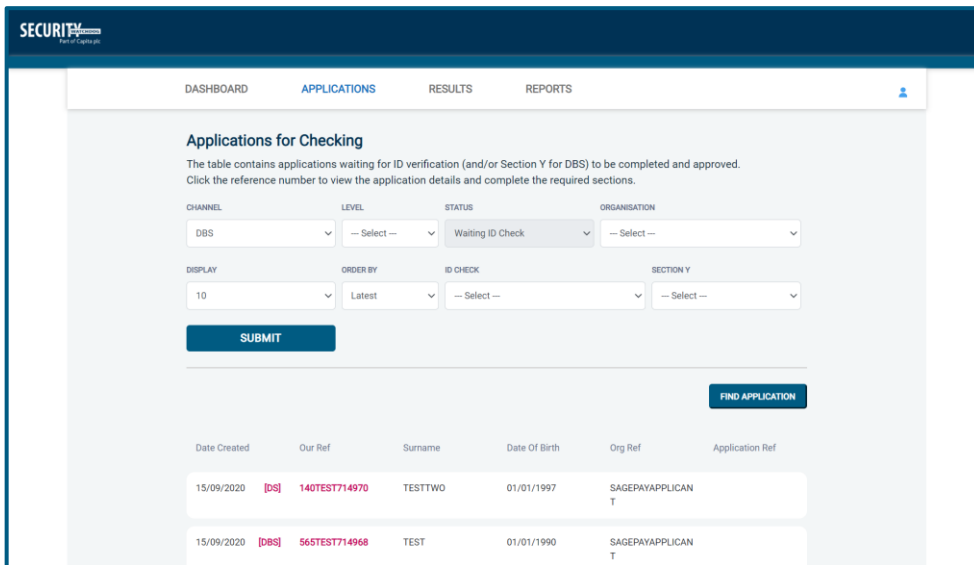 SECURITY
WATCHDOG
Part of Capita plc
DASHBOARD APPLICATIONS RESULTS REPORTS
Applications for Checking
The table contains applications waiting for ID verification (and/or Section Y for DBS) to be completed and approved.
Click the reference number to view the application details and complete the required sections.
CHANNEL LEVEL STATUS ORGANISATION
DBS --- Select --- Waiting ID Check --- Select ---
DISPLAY ORDER BY ID CHECK SECTION Y
10 Latest --- Select --- --- Select ---
SUBMIT
FIND APPLICATION
Date Created Our Ref Surname Date Of Birth Org Ref Application Ref
15/09/2020 [DS] 140TEST714970 TESTTWO 01/01/1997 SAGEPAYAPPLICAN
T
15/09/2020 [DBS] 565TEST714968 TEST 01/01/1990 SAGEPAYAPPLICAN
T